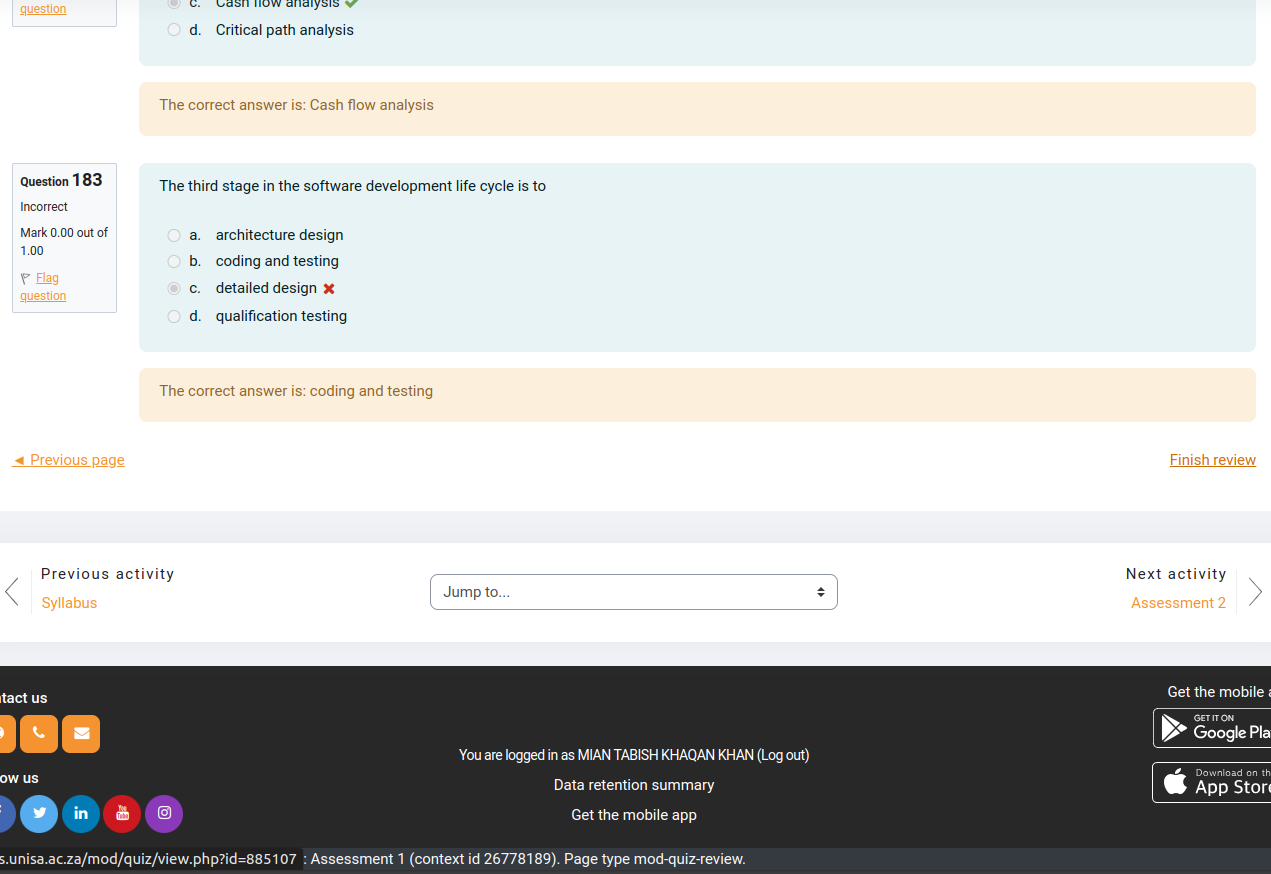 question
c. Cash flow analysis
d. Critical path analysis
The correct answer is: Cash flow analysis
Question 183
Incorrect
Mark 0.00 out of
1.00
Flag
question
The third stage in the software development life cycle is to
a. architecture design
b. coding and testing
c. detailed design
d. qualification testing
The correct answer is: coding and testing
◄ Previous page
Finish review
Previous activity
Syllabus
Jump to...
Next activity
Assessment 2
tact us
ow us
You
Tube
in
You are logged in as MIAN TABISH KHAQAN KHAN (Log out)
Data retention summary
Get the mobile app
Get the mobile a
GET IT ON
Google Pla
Download on th
App Stor
s.unisa.ac.za/mod/quiz/view.php?id=885107 : Assessment 1 (context id 26778189). Page type mod-quiz-review.